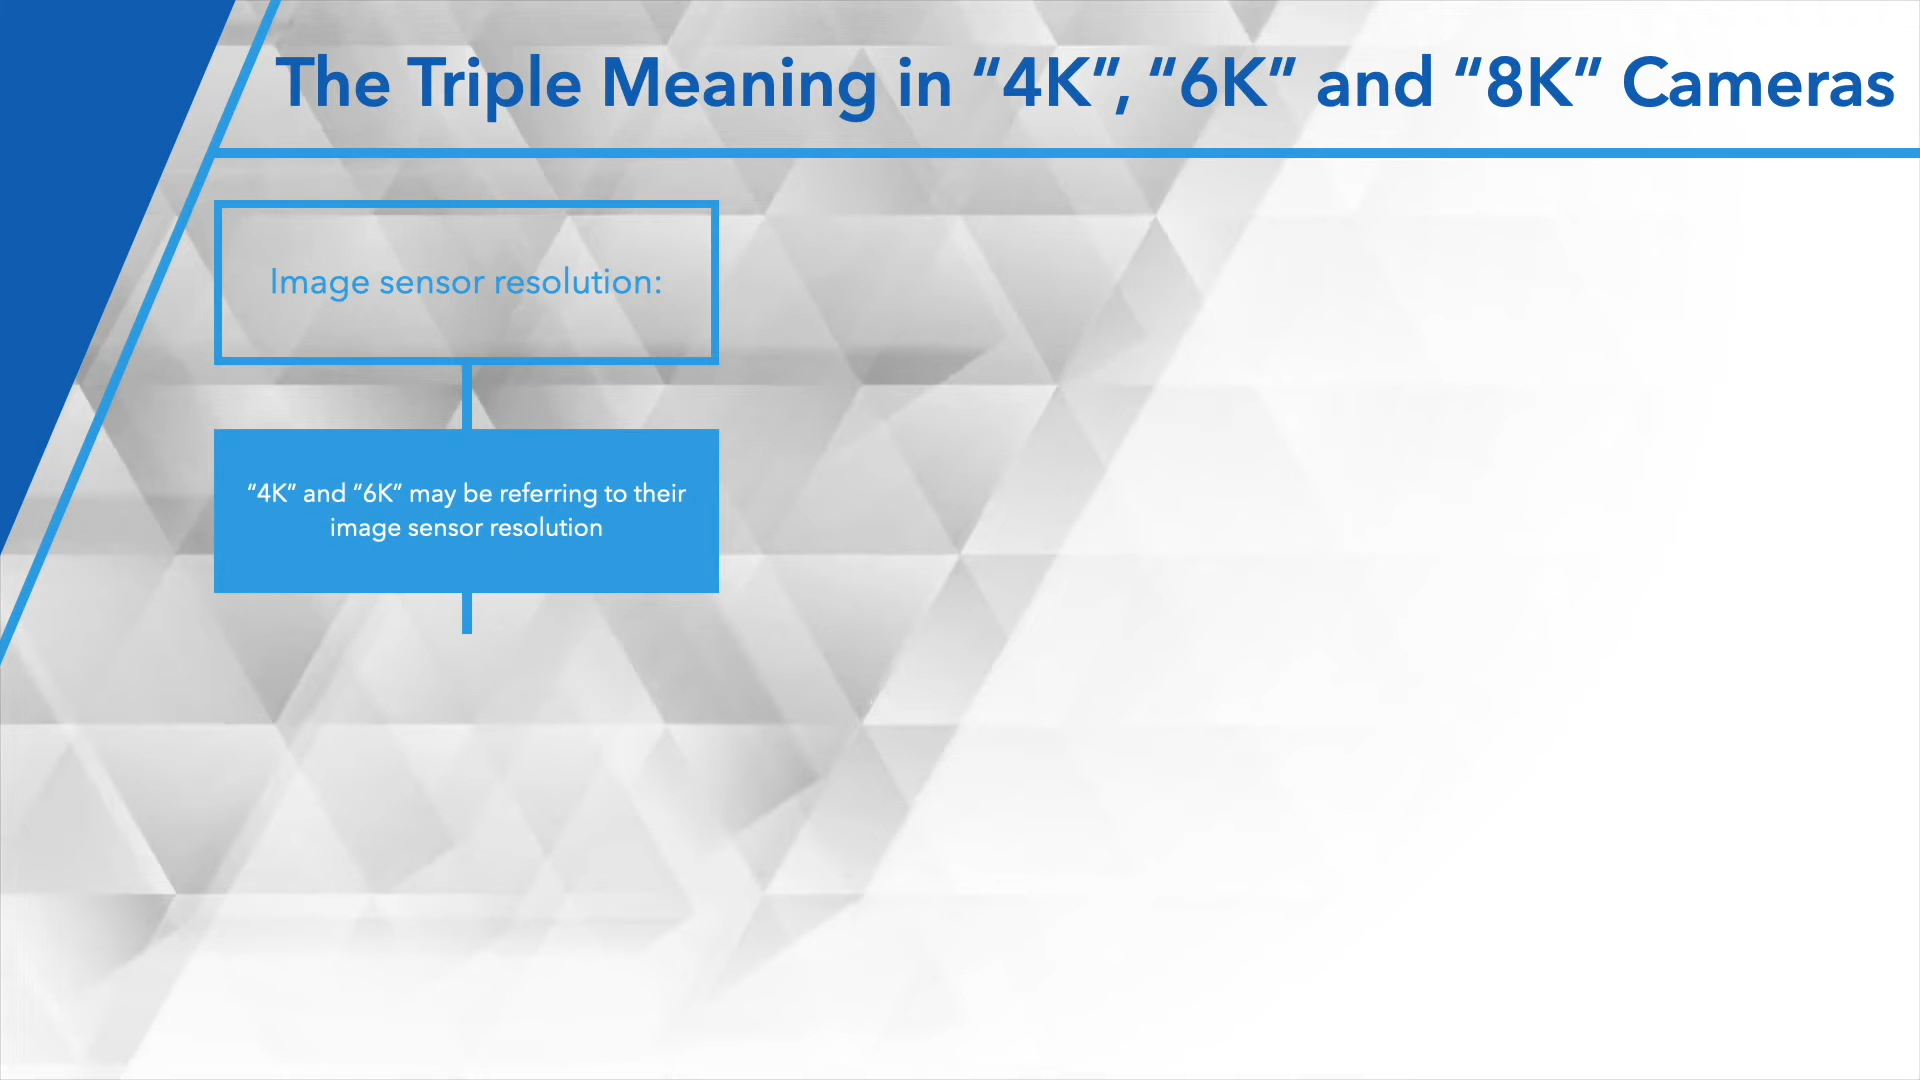 The Triple Meaning in “4K”, “6K” and “8K” Cameras
Image sensor resolution:
“4K” and “6K” may be referring to their
image sensor resolution